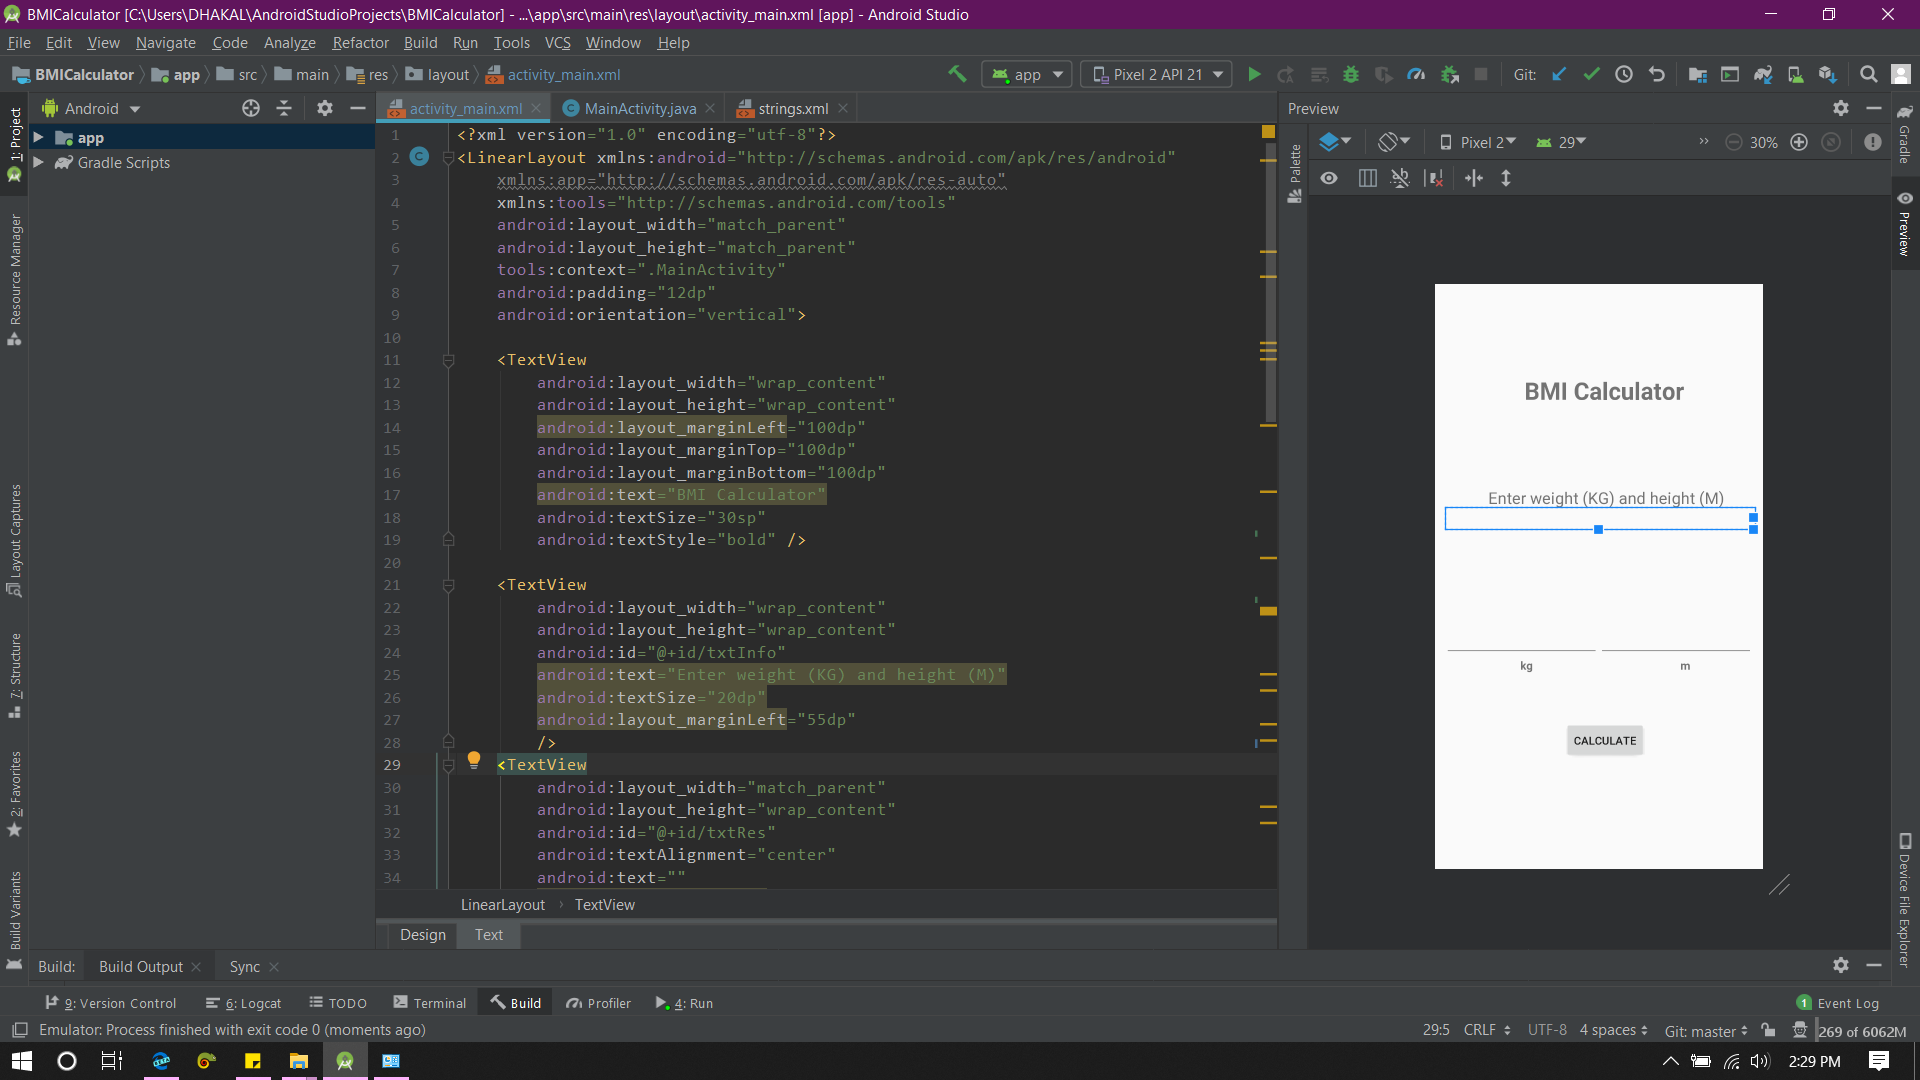 BMICalculator [C:\Users\DHAKAL\AndroidStudioProjects\BMICalculator] - ...\app\src\main\res\layout\activity_main.xml [app] - Android Studio
File Edit View Navigate Code Analyze Refactor Build Run Tools VCS Window Help
BMICalculator app src main res layout activity_main.xml app Pixel 2 API 21 Git:
Android
app
Gradle Scripts
1: Project
Resource Manager
Layout Captures
7: Structure
2: Favorites
Build Variants
activity_main.xml MainActivity.java strings.xml
1 <?xml version="1.0" encoding="utf-8"?>
2 <LinearLayout xmlns:android="http://schemas.android.com/apk/res/android"
3 xmlns:app="http://schemas.android.com/apk/res-auto"
4 xmlns:tools="http://schemas.android.com/tools"
5 android:layout_width="match_parent"
6 android:layout_height="match_parent"
7 tools:context=".MainActivity"
8 android:padding="12dp"
9 android:orientation="vertical">
10
11 <TextView
12 android:layout_width="wrap_content"
13 android:layout_height="wrap_content"
14 android:layout_marginLeft="100dp"
15 android:layout_marginTop="100dp"
16 android:layout_marginBottom="100dp"
17 android:text="BMI Calculator"
18 android:textSize="30sp"
19 android:textStyle="bold" />
20
21 <TextView
22 android:layout_width="wrap_content"
23 android:layout_height="wrap_content"
24 android:id="@+id/txtInfo"
25 android:text="Enter weight (KG) and height (M)"
26 android:textSize="20dp"
27 android:layout_marginLeft="55dp"
28 />
29 <TextView
30 android:layout_width="match_parent"
31 android:layout_height="wrap_content"
32 android:id="@+id/txtRes"
33 android:textAlignment="center"
34 android:text=""
LinearLayout TextView
Design Text
Preview
Palette
Pixel 2 29 30%
BMI Calculator
Enter weight (KG) and height (M)
kg m
CALCULATE
Gradle
Preview
Device File Explorer
Build: Build Output Sync
9: Version Control 6: Logcat TODO Terminal Build Profiler 4: Run 1 Event Log
Emulator: Process finished with exit code 0 (moments ago) 29:5 CRLF UTF-8 4 spaces Git: master 269 of 6062M
BETA 2:29 PM